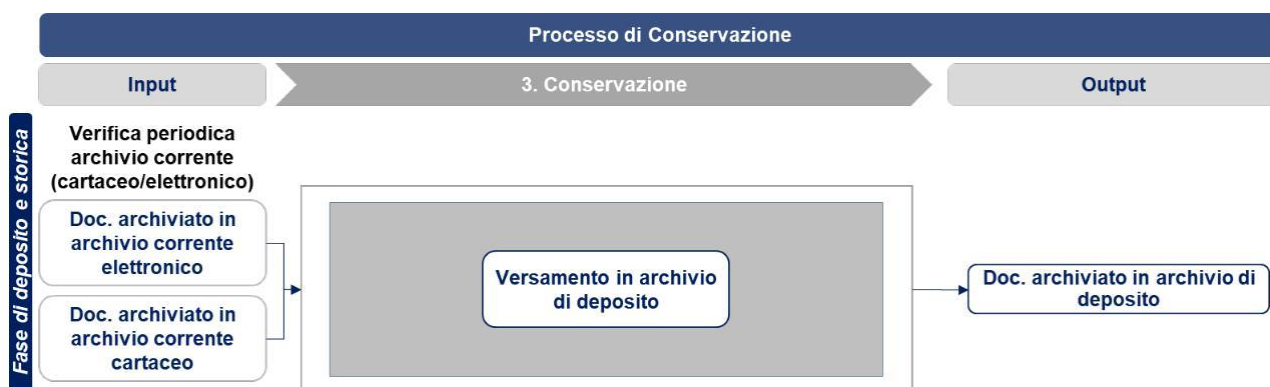 Processo di Conservazione
Input
3. Conservazione
Output
Fase di deposito e storica
Verifica periodica
archivio corrente
(cartaceo/elettronico)
Doc. archiviato in
archivio corrente
elettronico
Doc. archiviato in
archivio corrente
cartaceo
Versamento in archivio
di deposito
Doc. archiviato in archivio di
deposito